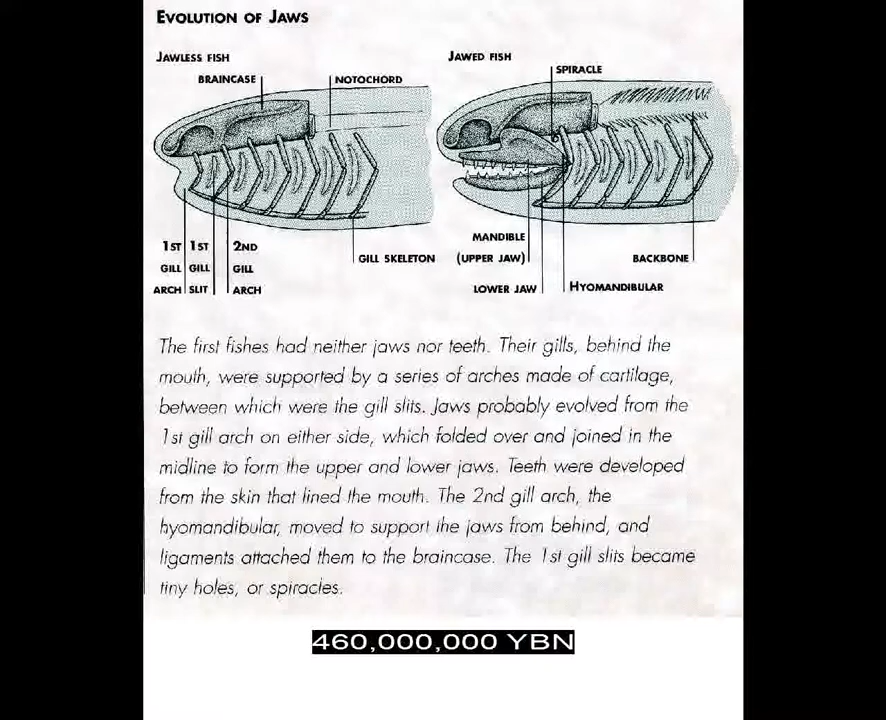 EVOLUTION OF JAWS
JAWLESS FISH
BRAINCASE
NOTOCHORD
1ST GILL ARCH
1ST GILL SLIT
2ND GILL ARCH
GILL SKELETON
JAWED FISH
SPIRACLE
MANDIBLE
(UPPER JAW)
LOWER JAW
HYOMANDIBULAR
BACKBONE
The first fishes had neither jaws nor teeth. Their gills, behind the
mouth, were supported by a series of arches made of cartilage,
between which were the gill slits. Jaws probably evolved from the
1st gill arch on either side, which folded over and joined in the
midline to form the upper and lower jaws. Teeth were developed
from the skin that lined the mouth. The 2nd gill arch, the
hyomandibular, moved to support the jaws from behind, and
ligaments attached them to the braincase. The 1st gill slits became
tiny holes, or spiracles.
460,000,000 YBN